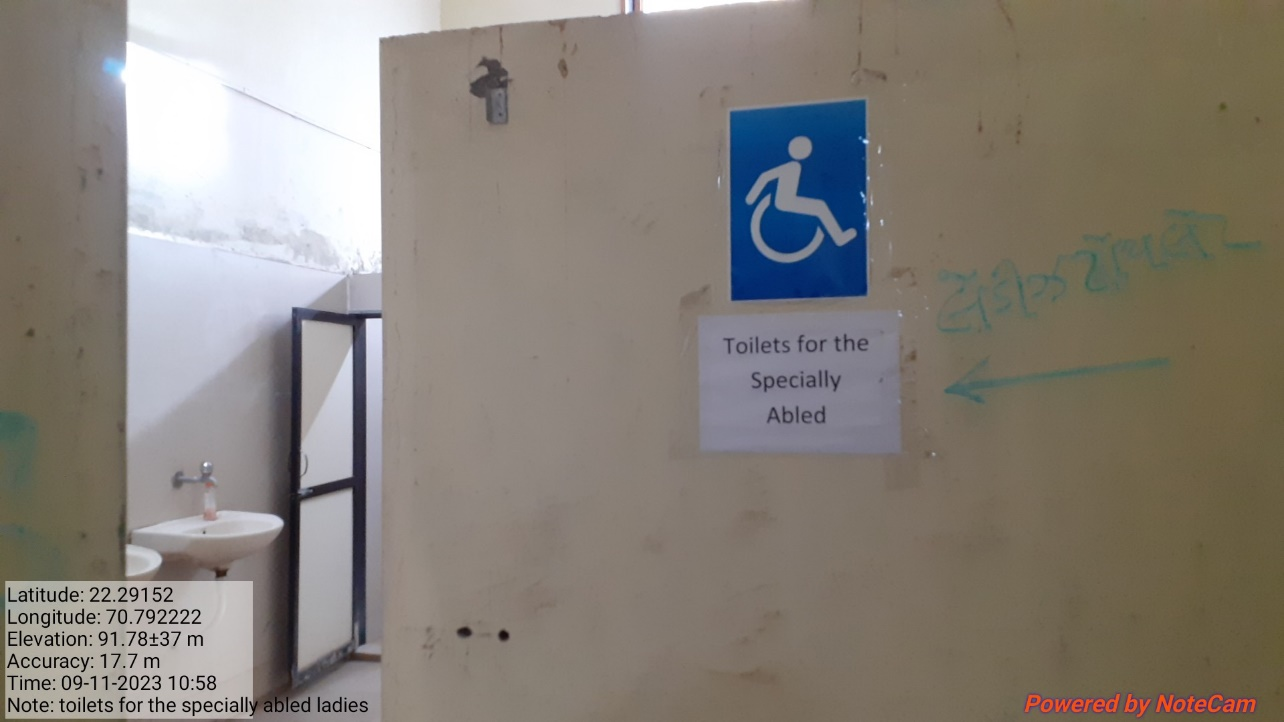 Toilets for the
Specially
Abled
લેડીઝ ટોયલેટ
Latitude: 22.29152
Longitude: 70.792222
Elevation: 91.78±37 m
Accuracy: 17.7 m
Time: 09-11-2023 10:58
Note: toilets for the specially abled ladies
Powered by NoteCam